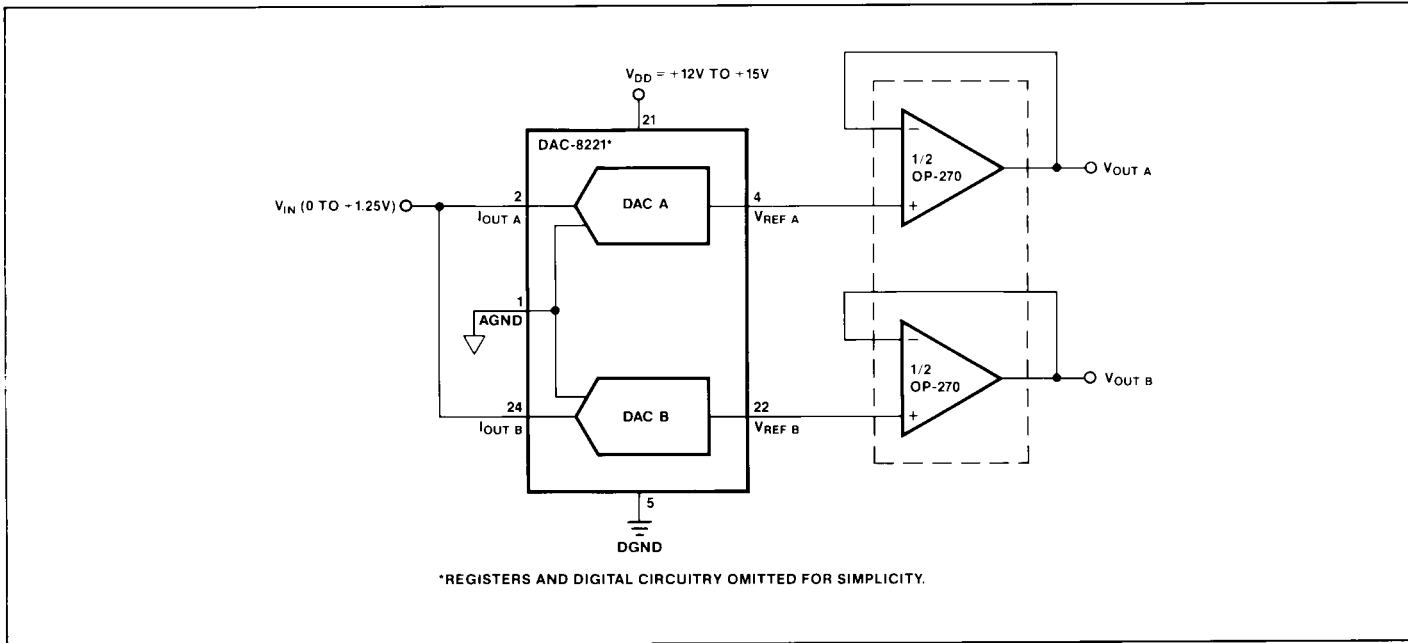 V_DD = +12V TO +15V
21
DAC-8221*
DAC A
2
I_OUT A
4
V_REF A
V_IN (0 TO +1.25V)
1
AGND
DAC B
24
I_OUT B
22
V_REF B
5
DGND
−
1/2
OP-270
+
V_OUT A
−
1/2
OP-270
+
V_OUT B
*REGISTERS AND DIGITAL CIRCUITRY OMITTED FOR SIMPLICITY.